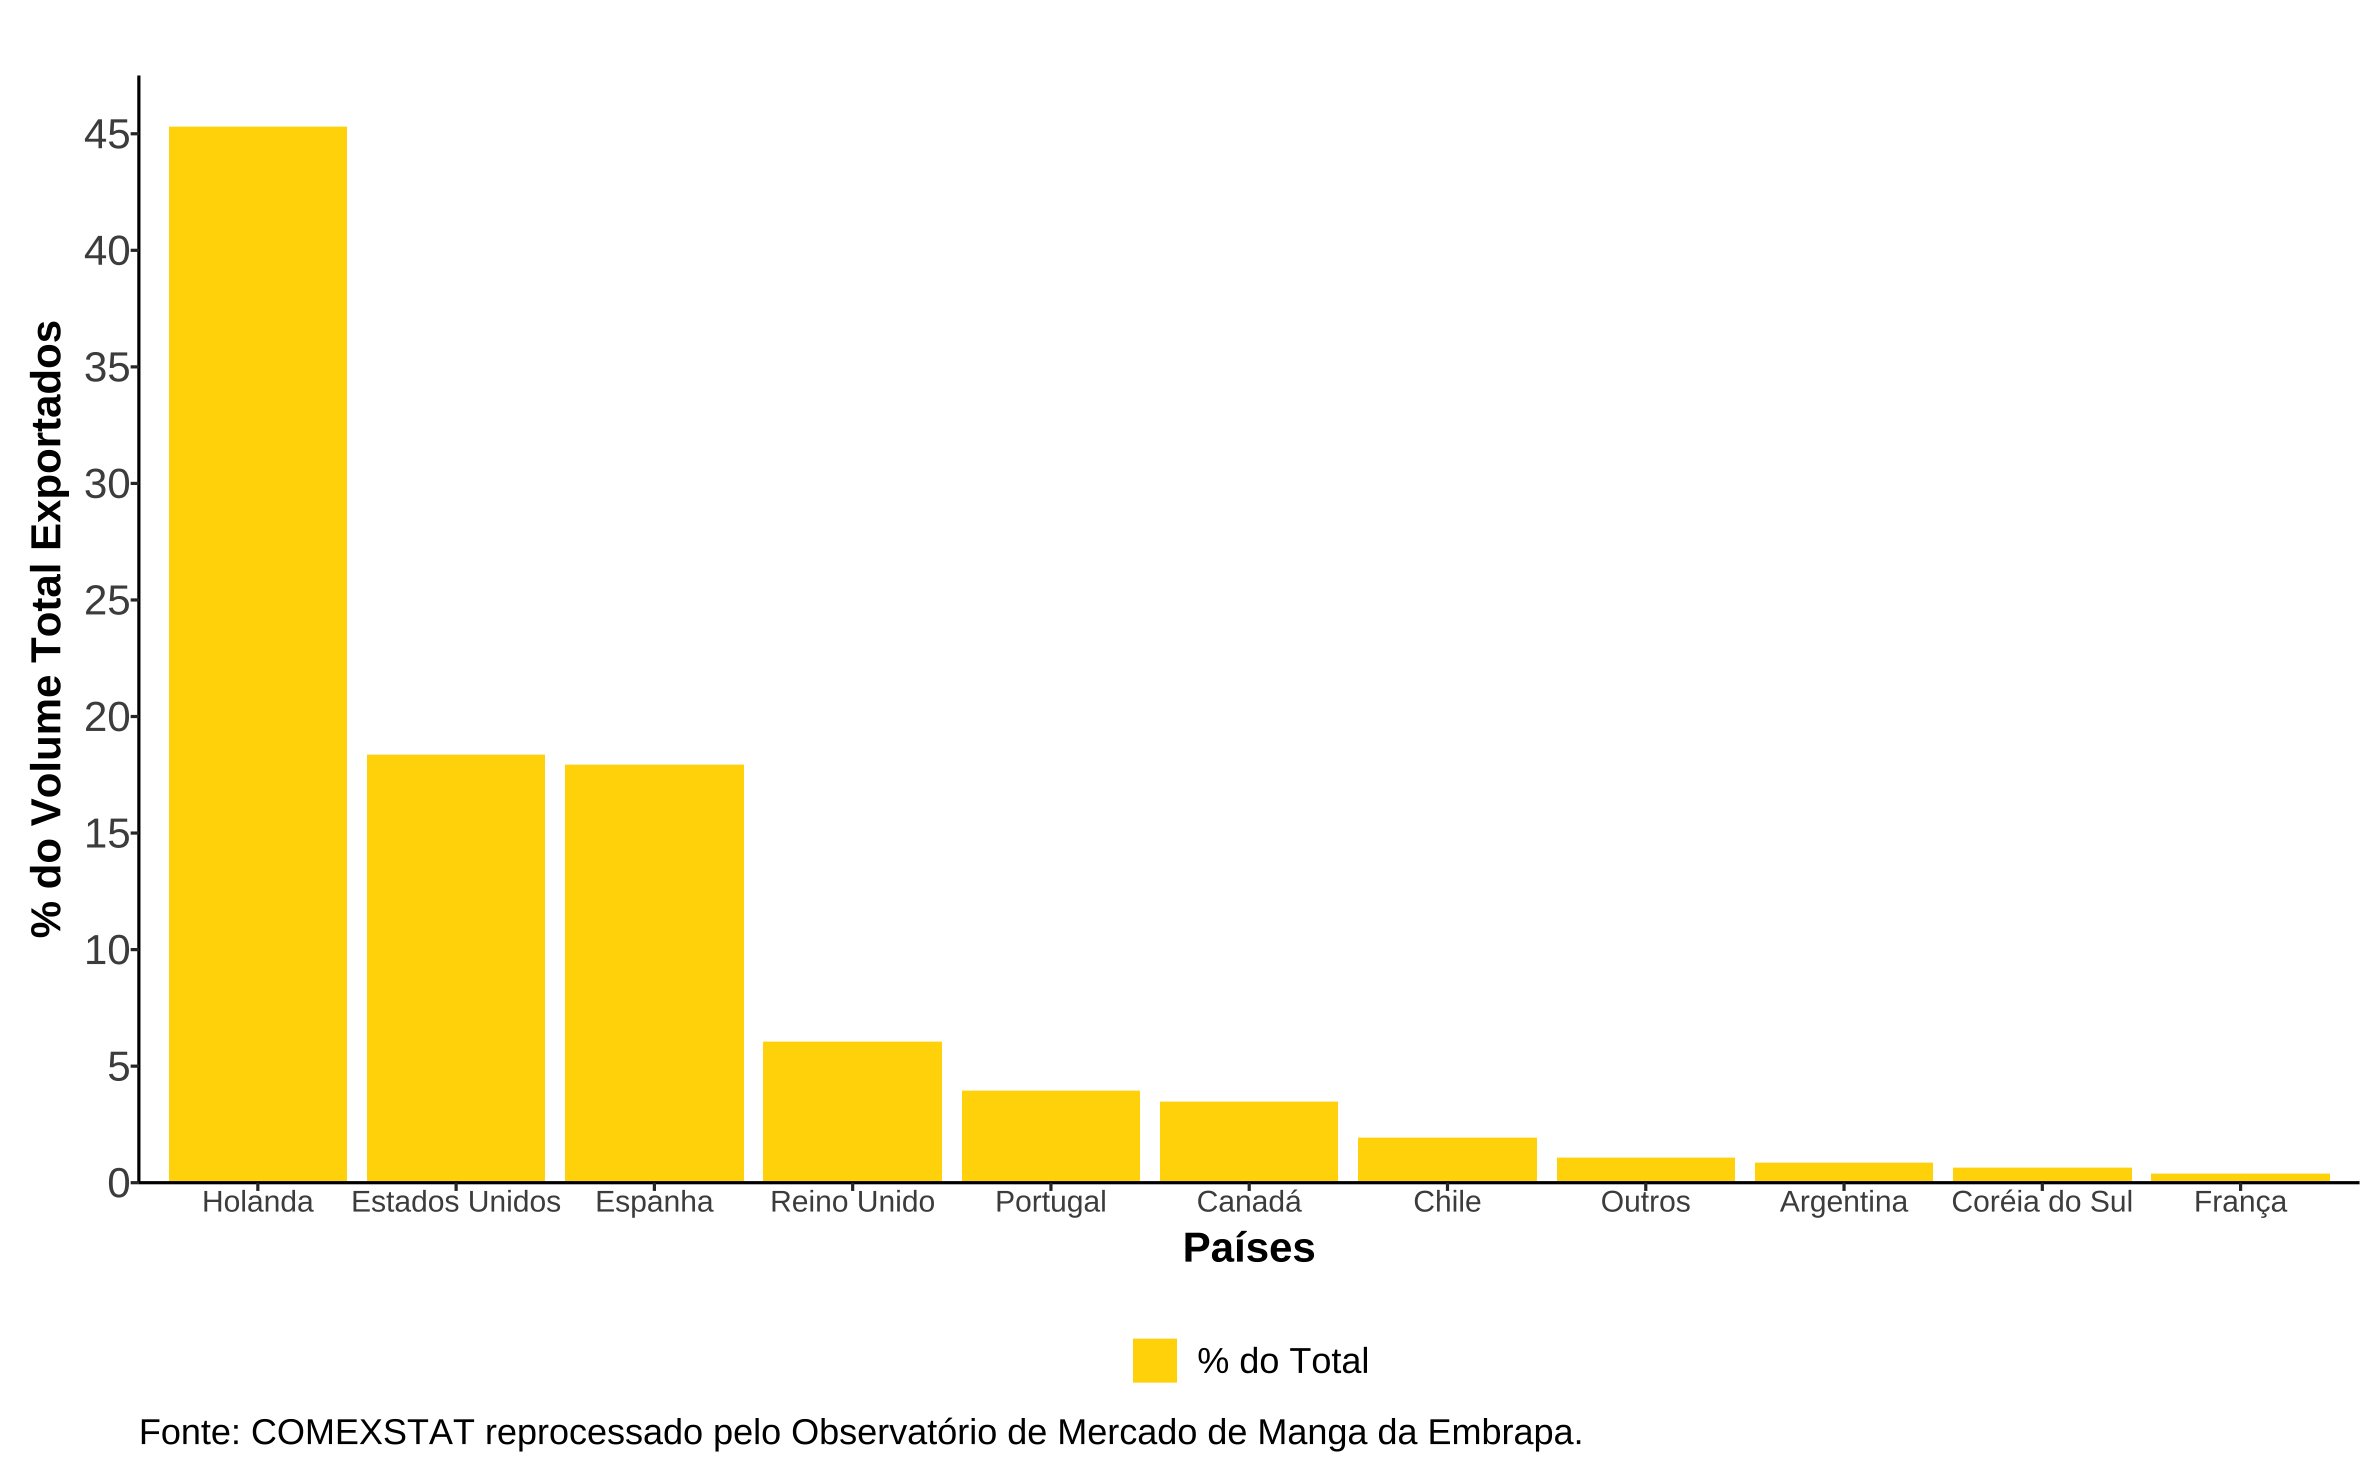 % do Volume Total Exportados
45
40
35
30
25
20
15
10
5
0
Holanda Estados Unidos Espanha Reino Unido Portugal Canadá Chile Outros Argentina Coréia do Sul França
Países
% do Total
Fonte: COMEXSTAT reprocessado pelo Observatório de Mercado de Manga da Embrapa.